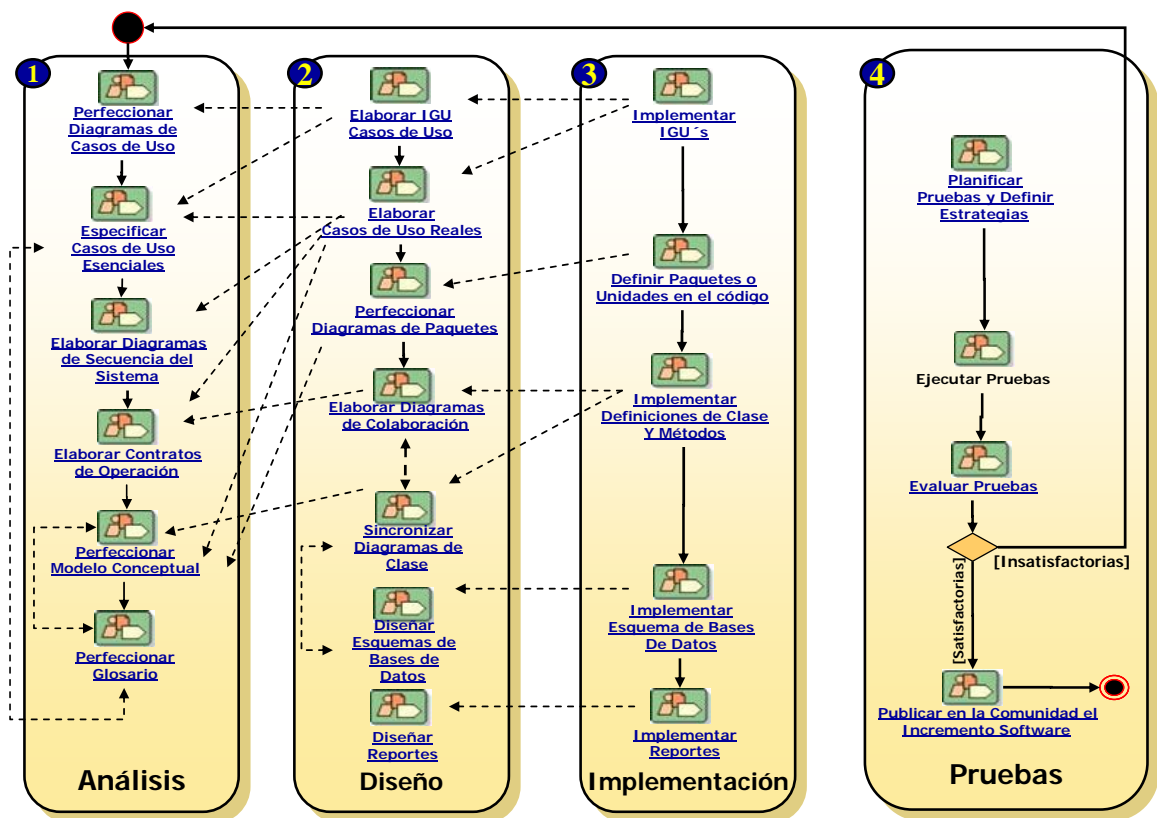 1
Perfeccionar
Diagramas de
Casos de Uso
Especificar
Casos de Uso
Esenciales
Elaborar Diagramas
de Secuencia del
Sistema
Elaborar Contratos
de Operación
Perfeccionar
Modelo Conceptual
Perfeccionar
Glosario
Análisis
2
Elaborar IGU
Casos de Uso
Elaborar
Casos de Uso Reales
Perfeccionar
Diagramas de Paquetes
Elaborar Diagramas
de Colaboración
Sincronizar
Diagramas de
Clase
Diseñar
Esquemas de
Bases de
Datos
Diseñar
Reportes
Diseño
3
Implementar
IGU´s
Definir Paquetes o
Unidades en el código
Implementar
Definiciones de Clase
Y Métodos
Implementar
Esquema de Bases
De Datos
Implementar
Reportes
Implementación
4
Planificar
Pruebas y Definir
Estrategias
Ejecutar Pruebas
Evaluar Pruebas
[Insatisfactorias]
[Satisfactorias]
Publicar en la Comunidad el
Incremento Software
Pruebas